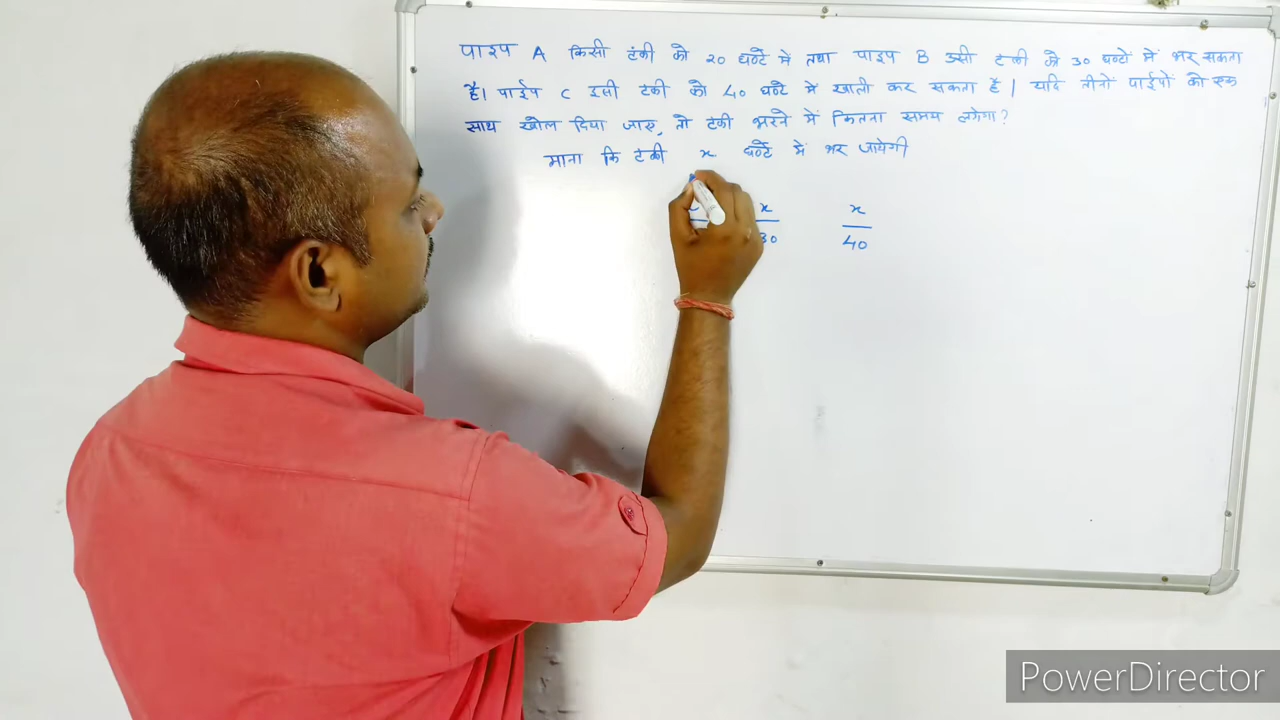 पाइप A किसी टंकी को 20 घण्टे में तथा पाइप B उसी टंकी को 30 घण्टों में भर सकता
है। पाईप C इसी टंकी को 40 घण्टे में खाली कर सकता है। यदि तीनों पाईपों को एक
साथ खोल दिया जाए, तो टंकी भरने में कितना समय लगेगा?
माना कि टंकी x घण्टे में भर जायेगी
x x
30 40
PowerDirector